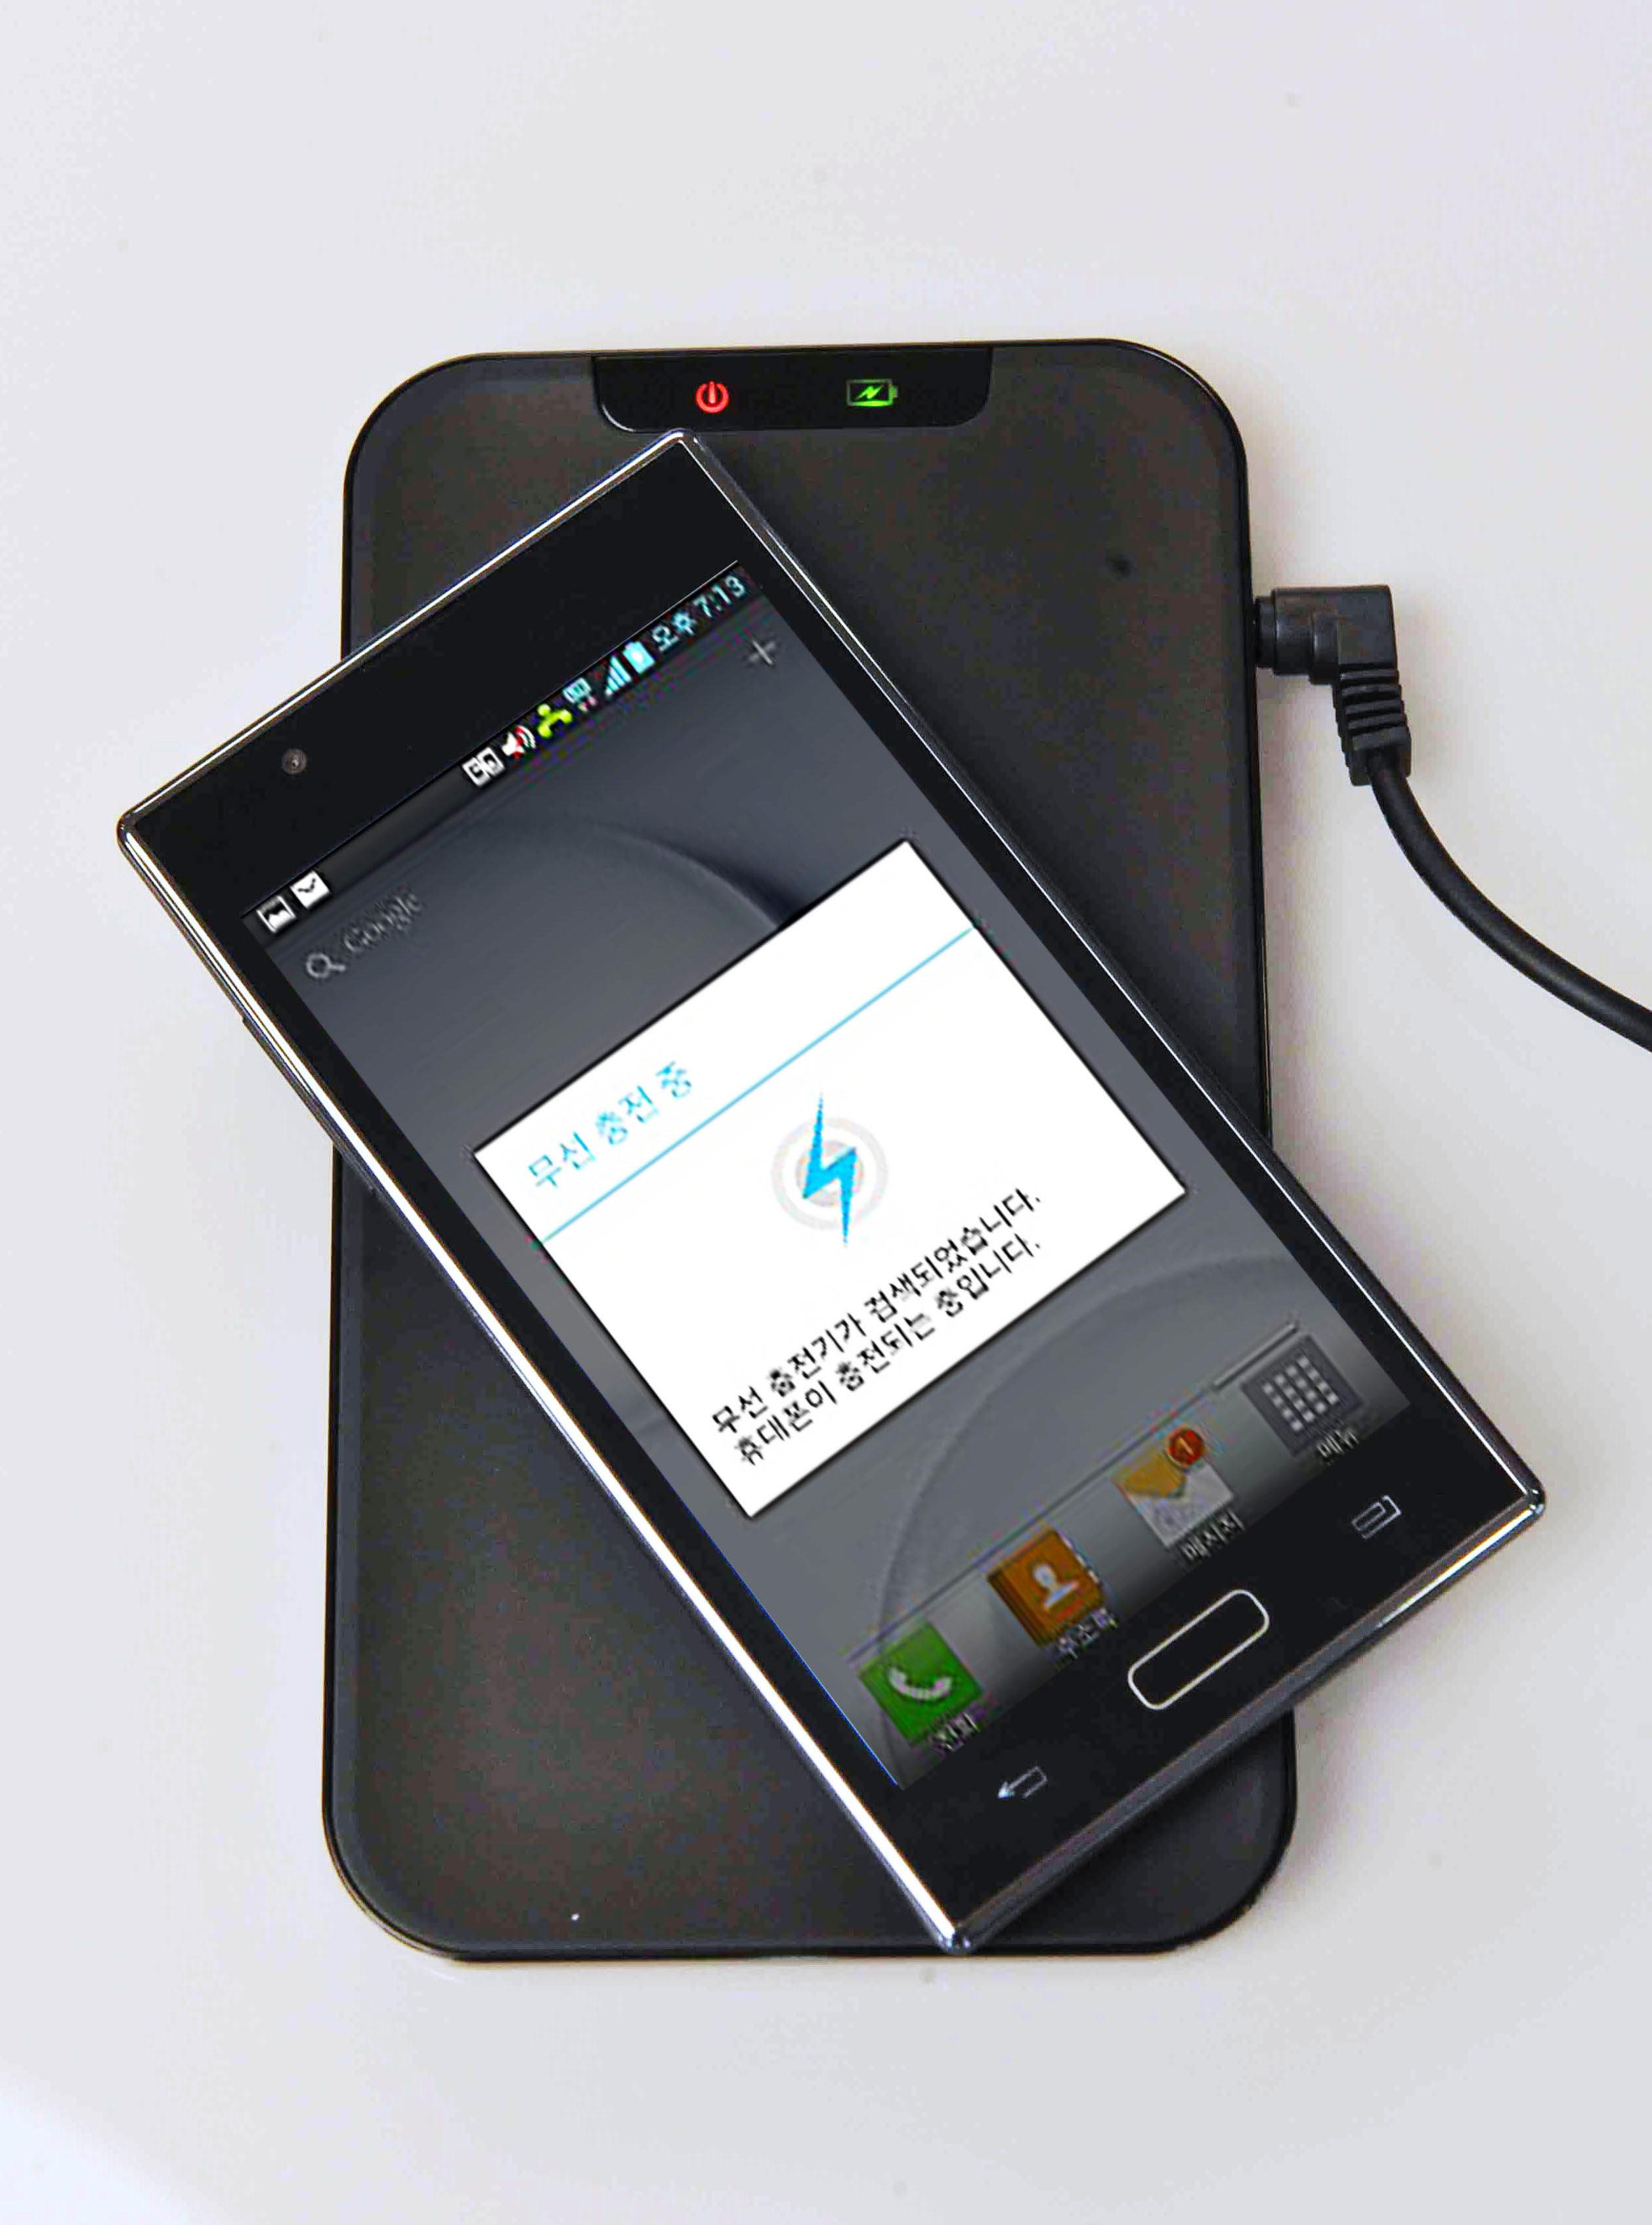 오후 7:13
Google
무선 충전 중
무선 충전기가 검색되었습니다.
휴대폰이 충전되는 중입니다.
1
전화
주소록
메시지
메뉴